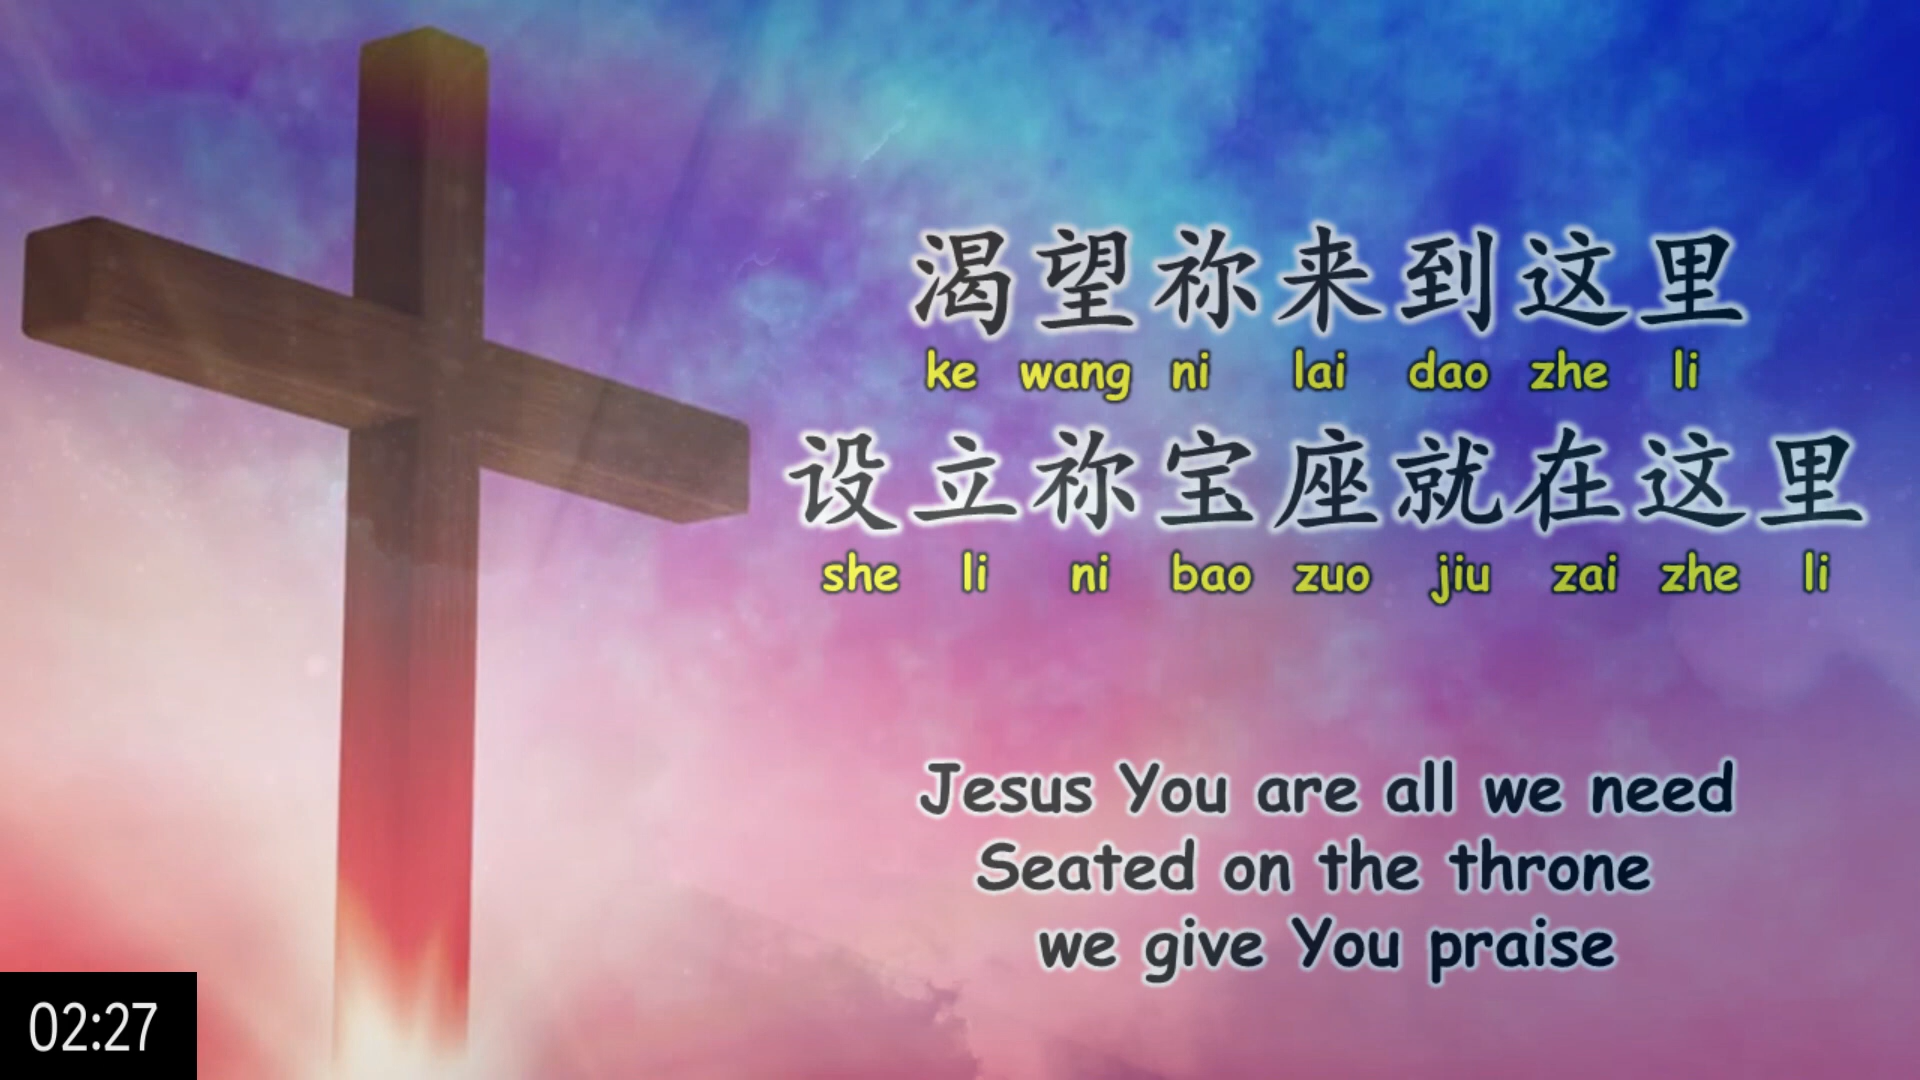 渴望祢来到这里
ke wang ni lai dao zhe li
设立祢宝座就在这里
she li ni bao zuo jiu zai zhe li
Jesus You are all we need
Seated on the throne
we give You praise
02:27